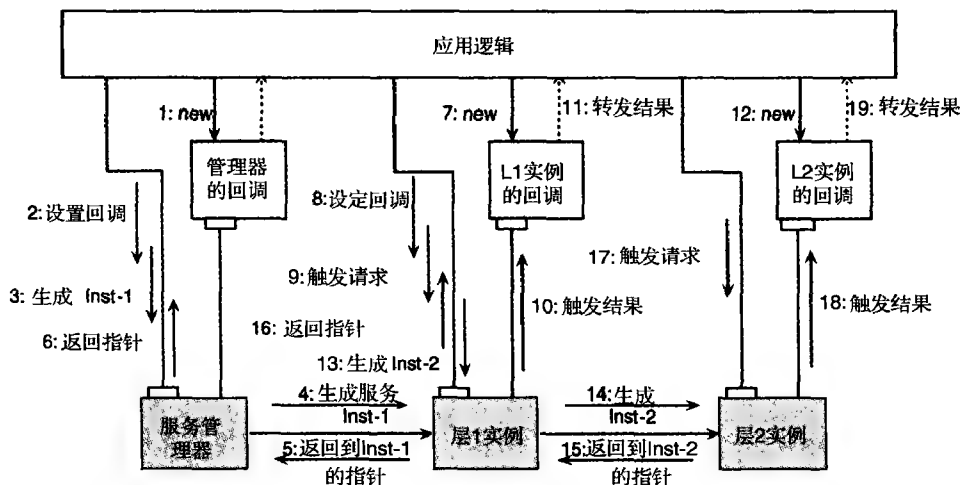 应用逻辑
1: new
7: new
11: 转发结果
12: new
19: 转发结果
管理器
的回调
L1实例
的回调
L2实例
的回调
2: 设置回调
8: 设定回调
17: 触发请求
9: 触发请求
3: 生成 Inst-1
10: 触发结果
18: 触发结果
16: 返回指针
6: 返回指针
13: 生成 Inst-2
4: 生成服务
Inst-1
14: 生成
Inst-2
服务管
理器
层1实例
层2实例
5: 返回到Inst-1
的指针
15: 返回到Inst-2
的指针